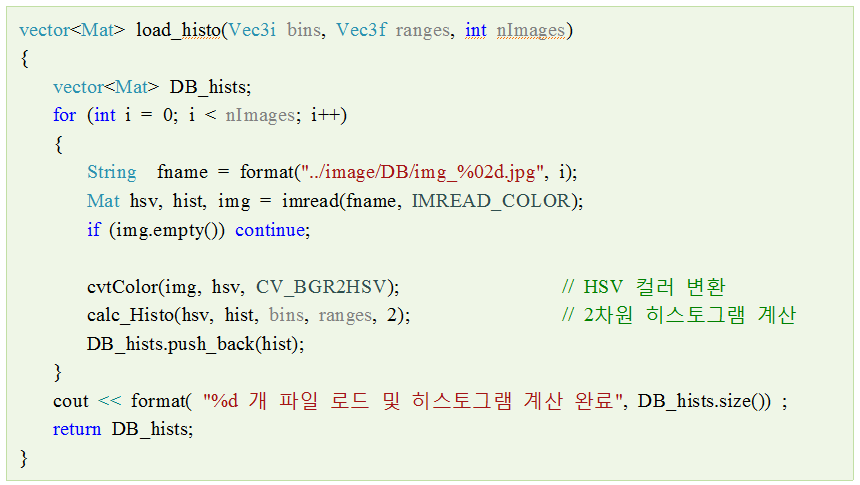 vector<Mat> load_histo(Vec3i bins, Vec3f ranges, int nImages)
{
vector<Mat> DB_hists;
for (int i = 0; i < nImages; i++)
{
String fname = format("../image/DB/img_%02d.jpg", i);
Mat hsv, hist, img = imread(fname, IMREAD_COLOR);
if (img.empty()) continue;
cvtColor(img, hsv, CV_BGR2HSV); // HSV 컬러 변환
calc_Histo(hsv, hist, bins, ranges, 2); // 2차원 히스토그램 계산
DB_hists.push_back(hist);
}
cout << format( "%d 개 파일 로드 및 히스토그램 계산 완료", DB_hists.size()) ;
return DB_hists;
}